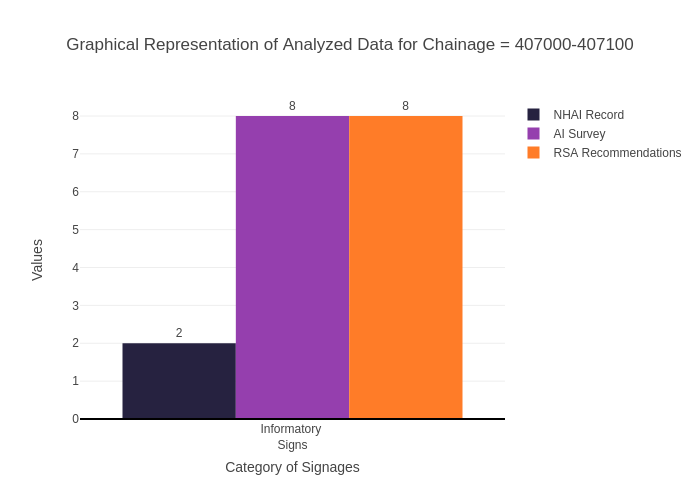 Graphical Representation of Analyzed Data for Chainage = 407000-407100
8
8
2
8
7
6
5
4
3
2
1
0
Values
Informatory
Signs
Category of Signages
NHAI Record
AI Survey
RSA Recommendations